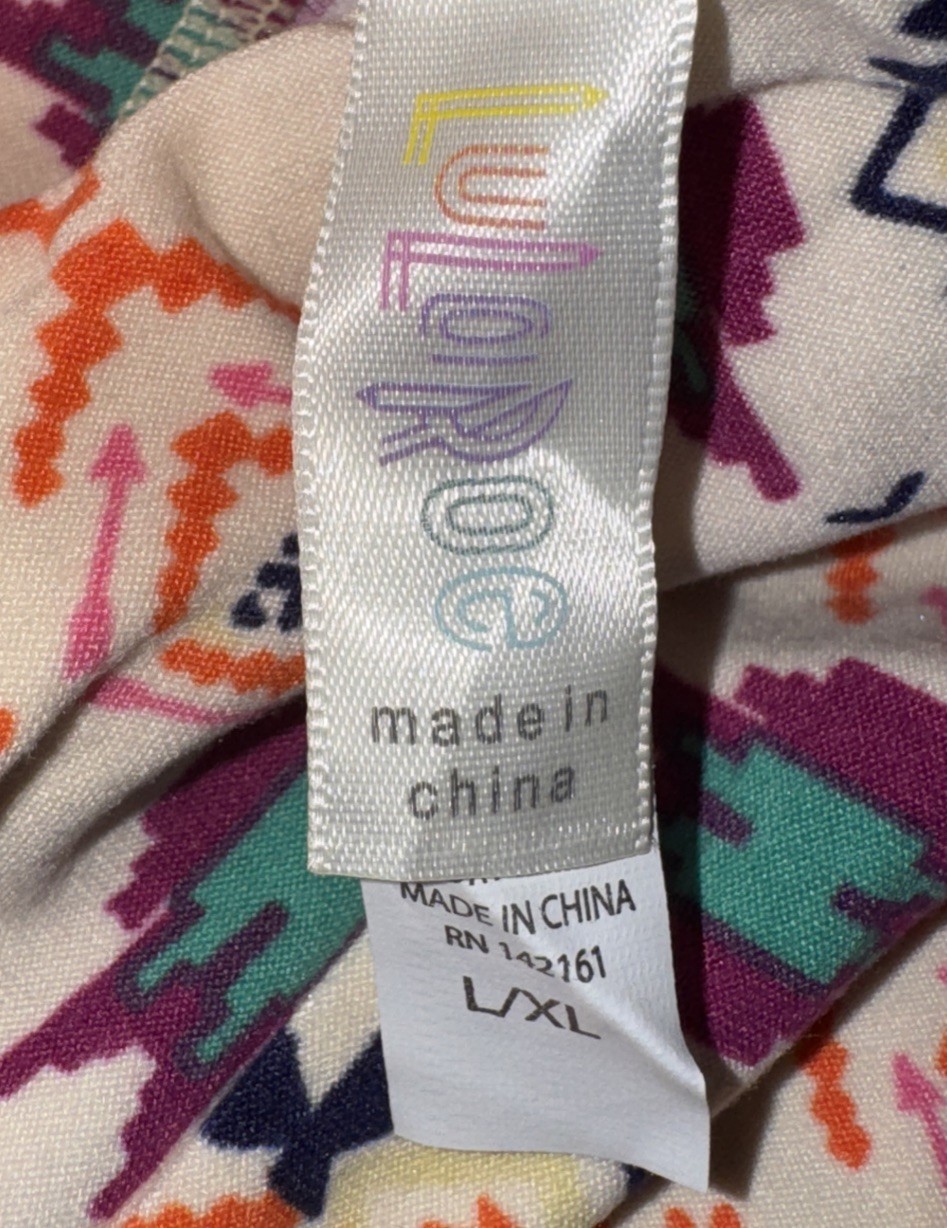 LuLaRoe
made in
china
MADE IN CHINA
RN 142161
L/XL